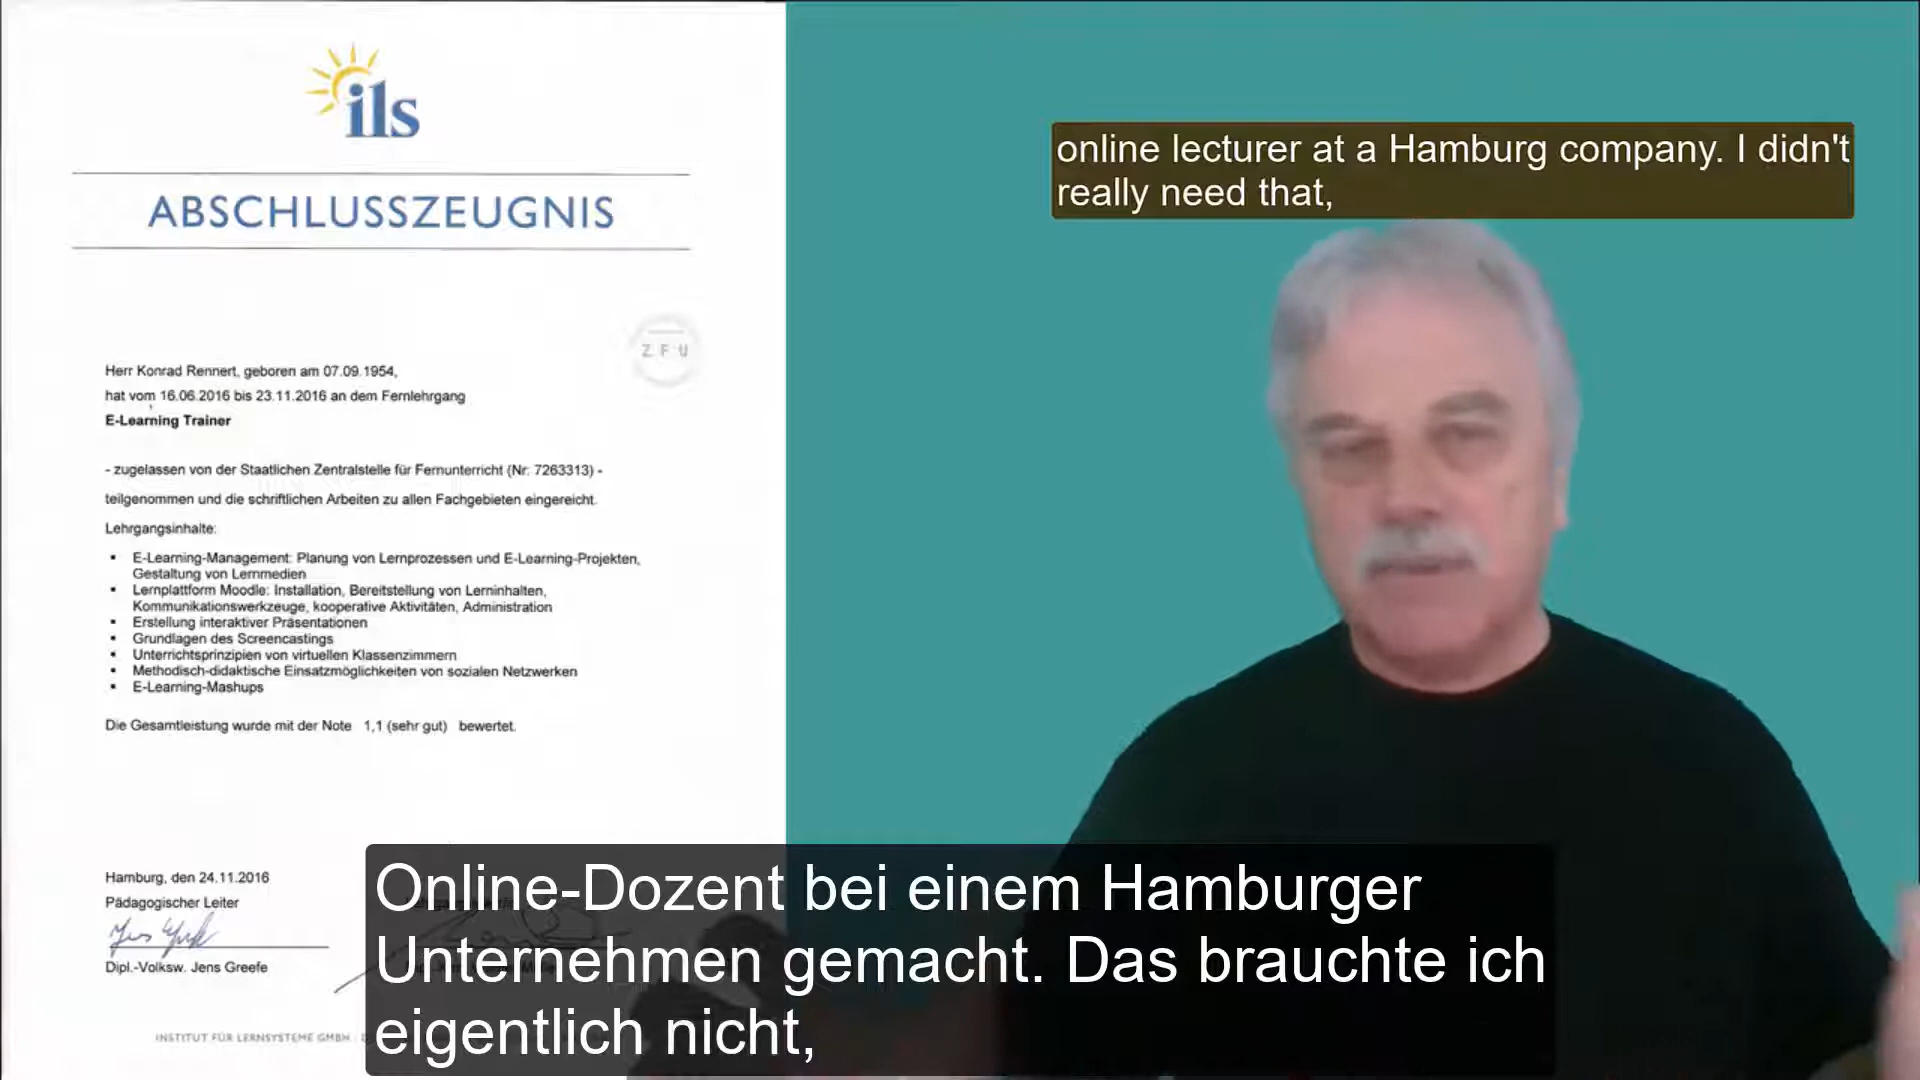 ils
ABSCHLUSSZEUGNIS
ZFU
Herr Konrad Rennert, geboren am 07.09.1954,
hat vom 16.06.2016 bis 23.11.2016 an dem Fernlehrgang
E-Learning Trainer
- zugelassen von der Staatlichen Zentralstelle für Fernunterricht (Nr. 7263313) -
teilgenommen und die schriftlichen Arbeiten zu allen Fachgebieten eingereicht.
Lehrgangsinhalte:
▪ E-Learning-Management: Planung von Lernprozessen und E-Learning-Projekten,
Gestaltung von Lernmedien
▪ Lernplattform Moodle: Installation, Bereitstellung von Lerninhalten,
Kommunikationswerkzeuge, kooperative Aktivitäten, Administration
▪ Erstellung interaktiver Präsentationen
▪ Grundlagen des Screencastings
▪ Unterrichtsprinzipien von virtuellen Klassenzimmern
▪ Methodisch-didaktische Einsatzmöglichkeiten von sozialen Netzwerken
▪ E-Learning-Mashups
Die Gesamtleistung wurde mit der Note 1,1 (sehr gut) bewertet.
Hamburg, den 24.11.2016
Pädagogischer Leiter
Dipl.-Volksw. Jens Greefe
INSTITUT FÜR LERNSYSTEME GMBH
online lecturer at a Hamburg company. I didn't
really need that,
Online-Dozent bei einem Hamburger
Unternehmen gemacht. Das brauchte ich
eigentlich nicht,